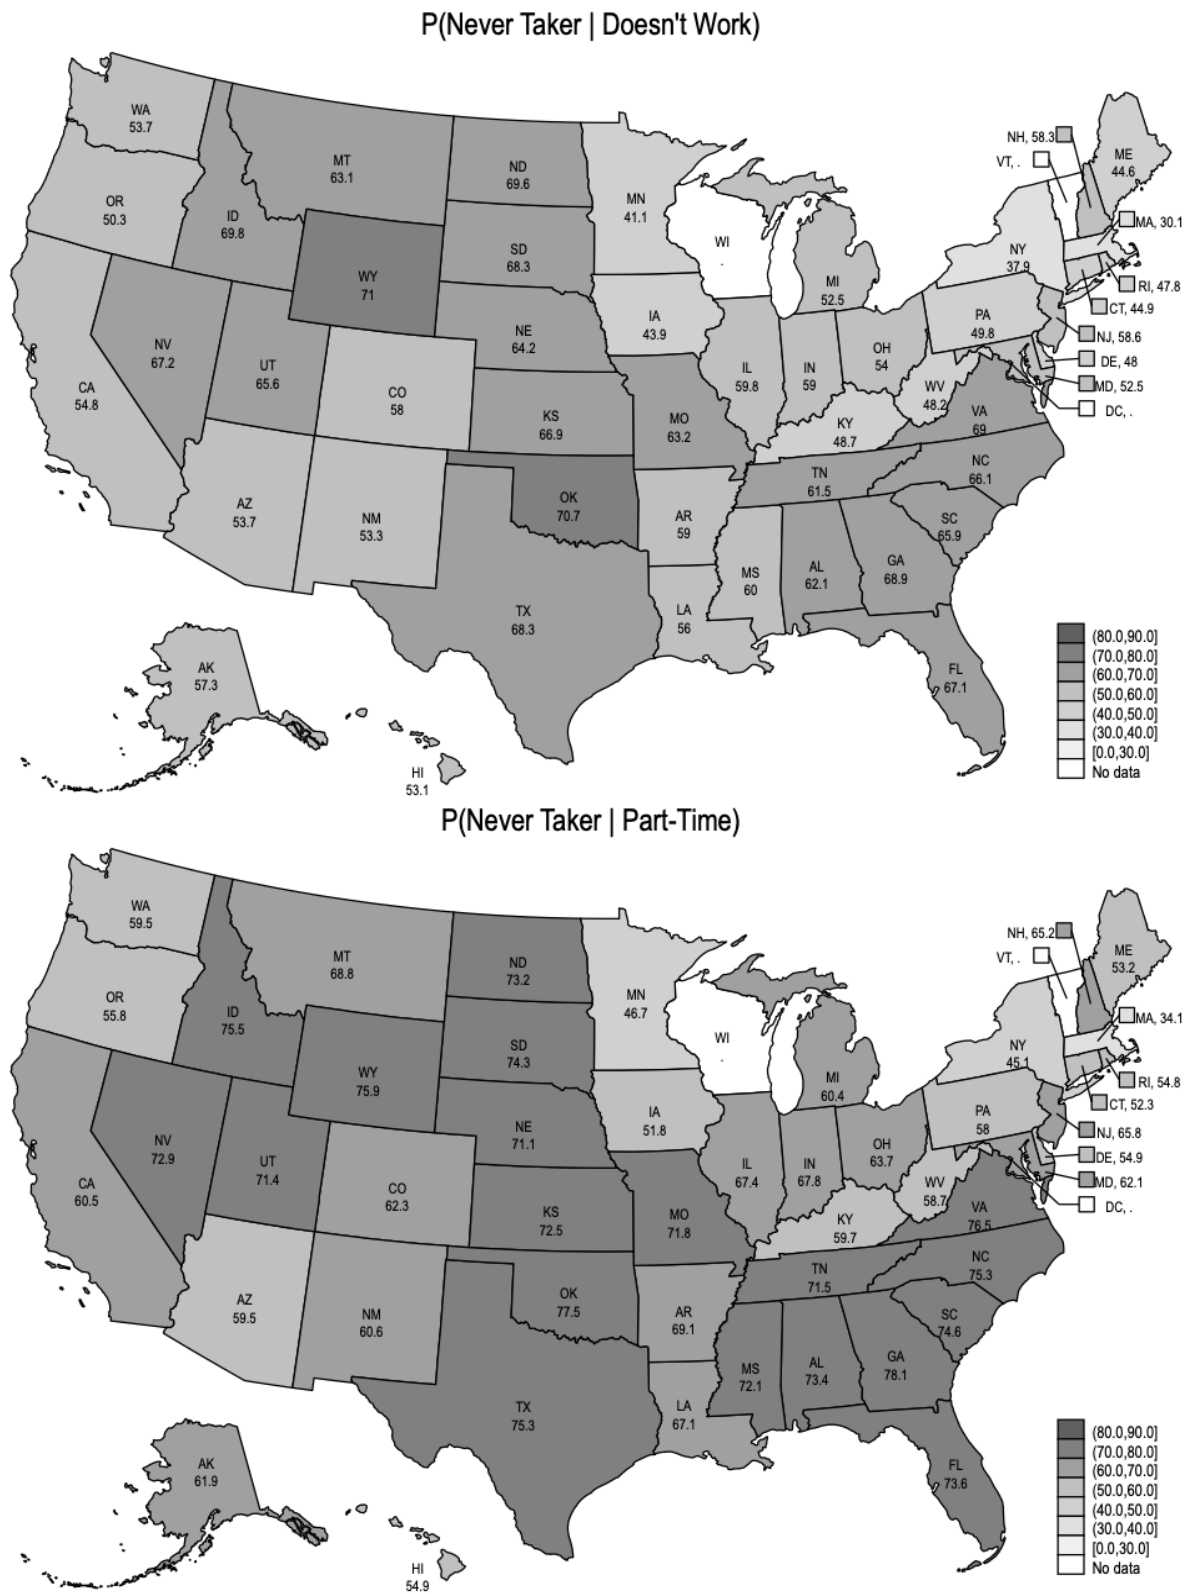 P(Never Taker | Doesn't Work)
WA
53.7
OR
50.3
CA
54.8
ID
69.8
NV
67.2
MT
63.1
WY
71
UT
65.6
AZ
53.7
CO
58
NM
53.3
ND
69.6
SD
68.3
NE
64.2
KS
66.9
OK
70.7
TX
68.3
MN
41.1
IA
43.9
MO
63.2
AR
59
LA
56
WI
.
IL
59.8
MS
60
MI
52.5
IN
59
OH
54
KY
48.7
TN
61.5
AL
62.1
GA
68.9
FL
67.1
SC
65.9
NC
66.1
VA
69
WV
48.2
PA
49.8
NY
37.9
ME
44.6
NH, 58.3
VT, .
MA, 30.1
RI, 47.8
CT, 44.9
NJ, 58.6
DE, 48
MD, 52.5
DC, .
AK
57.3
HI
53.1
(80.0,90.0]
(70.0,80.0]
(60.0,70.0]
(50.0,60.0]
(40.0,50.0]
(30.0,40.0]
[0.0,30.0]
No data
P(Never Taker | Part-Time)
WA
59.5
OR
55.8
CA
60.5
ID
75.5
NV
72.9
MT
68.8
WY
75.9
UT
71.4
AZ
59.5
CO
62.3
NM
60.6
ND
73.2
SD
74.3
NE
71.1
KS
72.5
OK
77.5
TX
75.3
MN
46.7
IA
51.8
MO
71.8
AR
69.1
LA
67.1
WI
.
IL
67.4
MS
72.1
MI
60.4
IN
67.8
OH
63.7
KY
59.7
TN
71.5
AL
73.4
GA
78.1
FL
73.6
SC
74.6
NC
75.3
VA
76.5
WV
58.7
PA
58
NY
45.1
ME
53.2
NH, 65.2
VT, .
MA, 34.1
RI, 54.8
CT, 52.3
NJ, 65.8
DE, 54.9
MD, 62.1
DC, .
AK
61.9
HI
54.9
(80.0,90.0]
(70.0,80.0]
(60.0,70.0]
(50.0,60.0]
(40.0,50.0]
(30.0,40.0]
[0.0,30.0]
No data